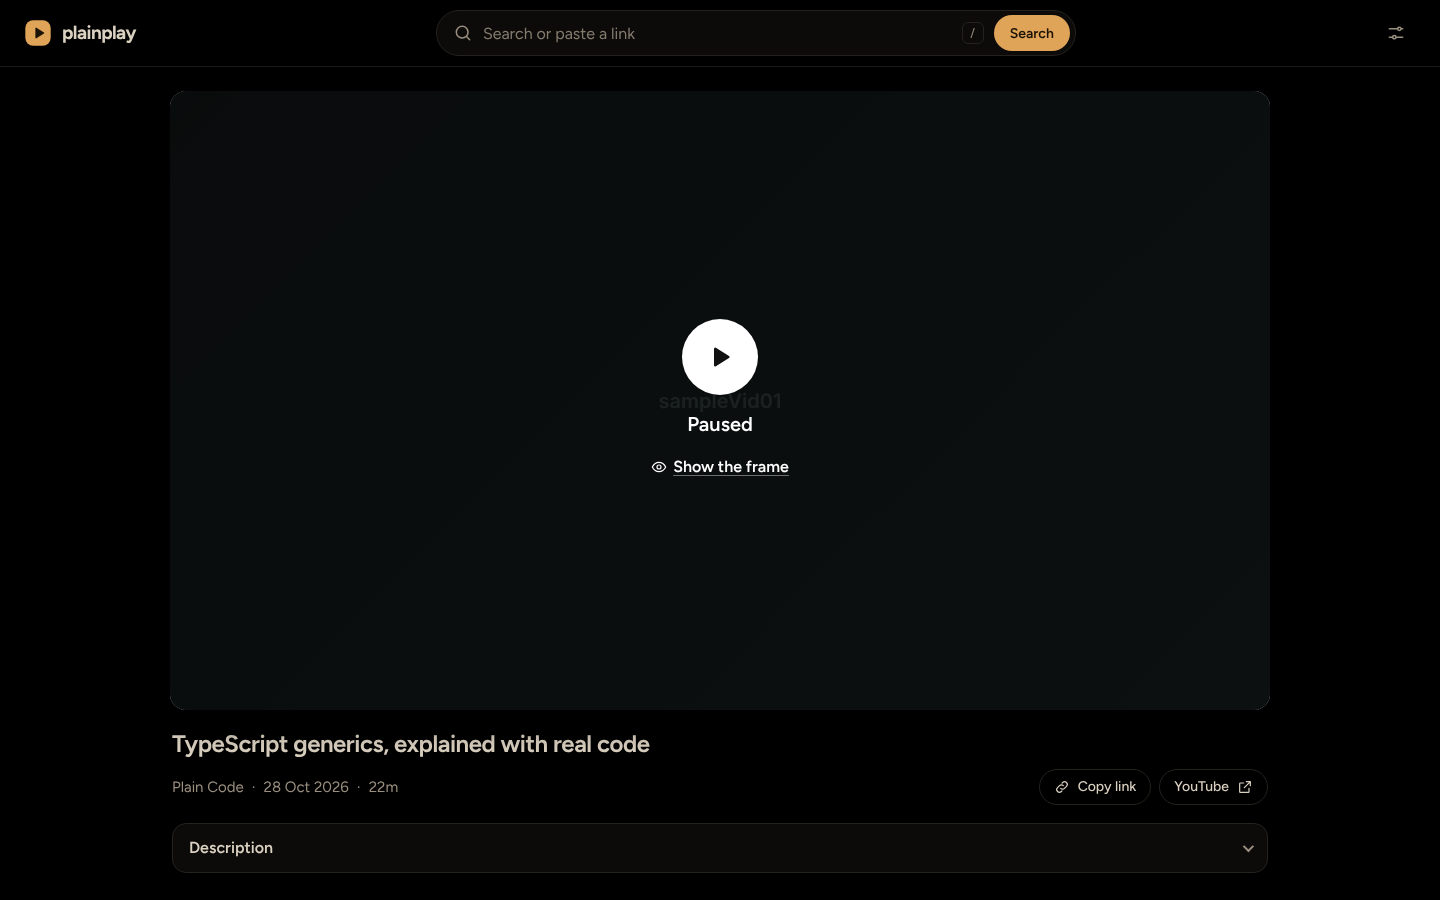 plainplay
Search or paste a link
/
Search
sampleVid01
Paused
Show the frame
TypeScript generics, explained with real code
Plain Code · 28 Oct 2026 · 22m
Copy link
YouTube
Description